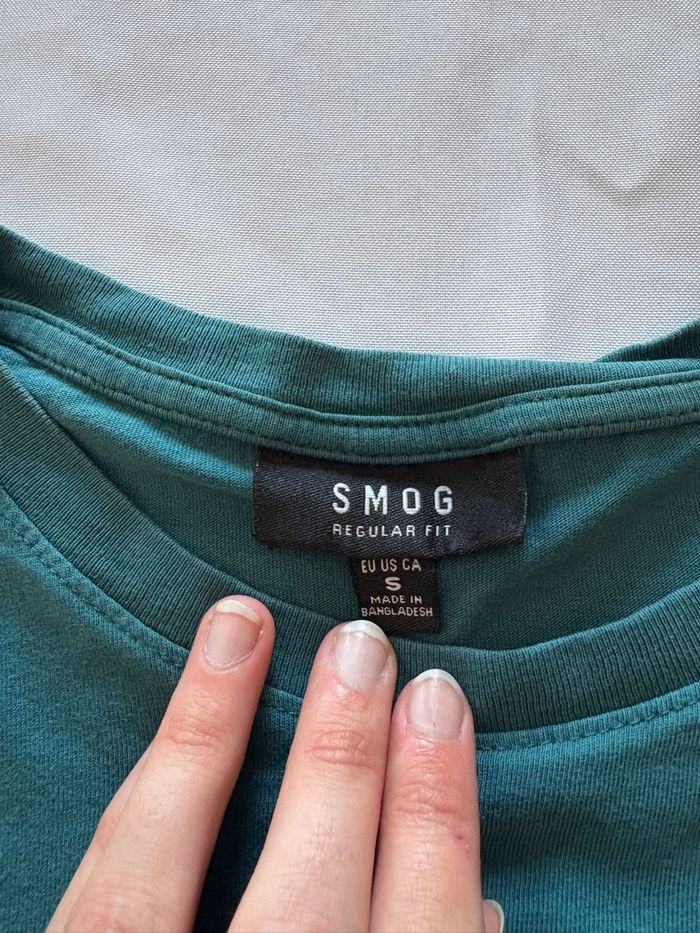 SMOG
REGULAR FIT
EU US CA
S
MADE IN
BANGLADESH